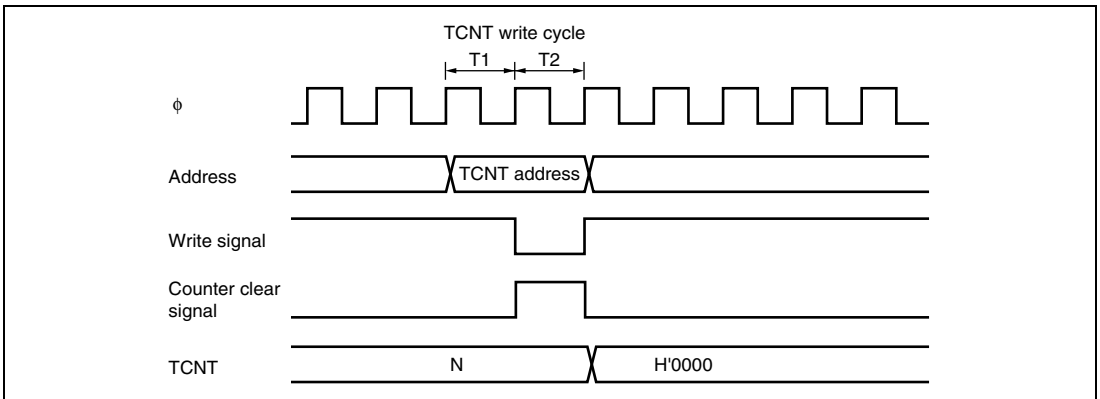 TCNT write cycle
T1 T2
ϕ
Address
TCNT address
Write signal
Counter clear
signal
TCNT
N
H'0000